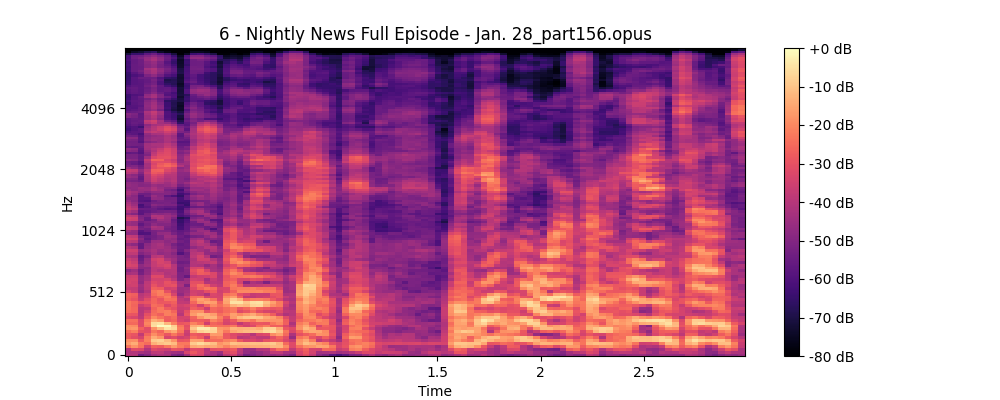 6 - Nightly News Full Episode - Jan. 28_part156.opus
Hz
4096
2048
1024
512
0
0 0.5 1 1.5 2 2.5
Time
+0 dB
-10 dB
-20 dB
-30 dB
-40 dB
-50 dB
-60 dB
-70 dB
-80 dB